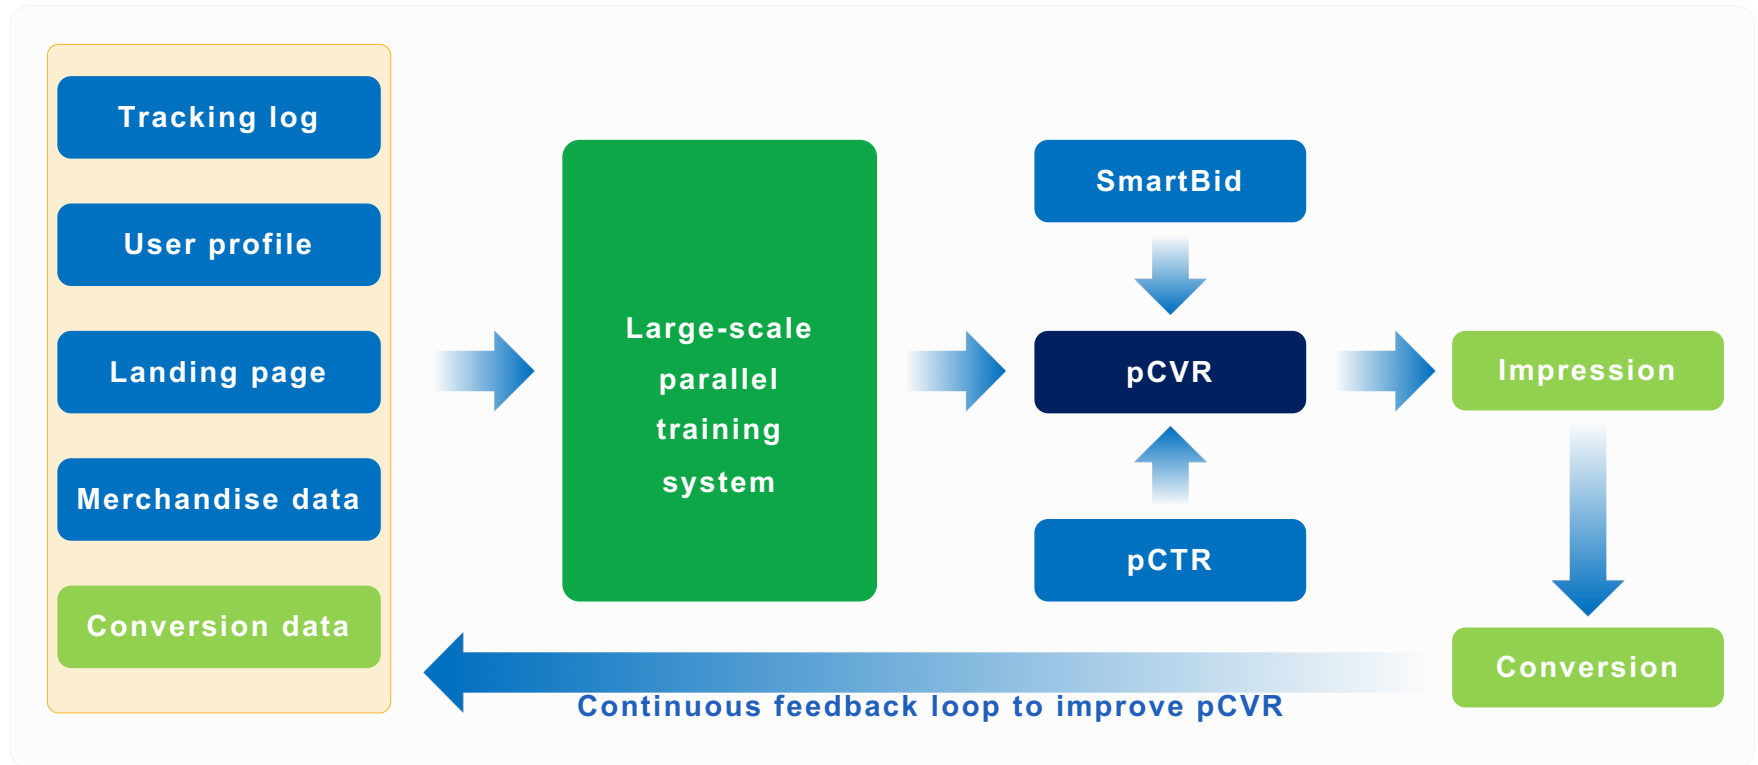 Tracking log
User profile
Landing page
Merchandise data
Conversion data
Large-scale
parallel
training
system
SmartBid
pCVR
pCTR
Impression
Conversion
Continuous feedback loop to improve pCVR